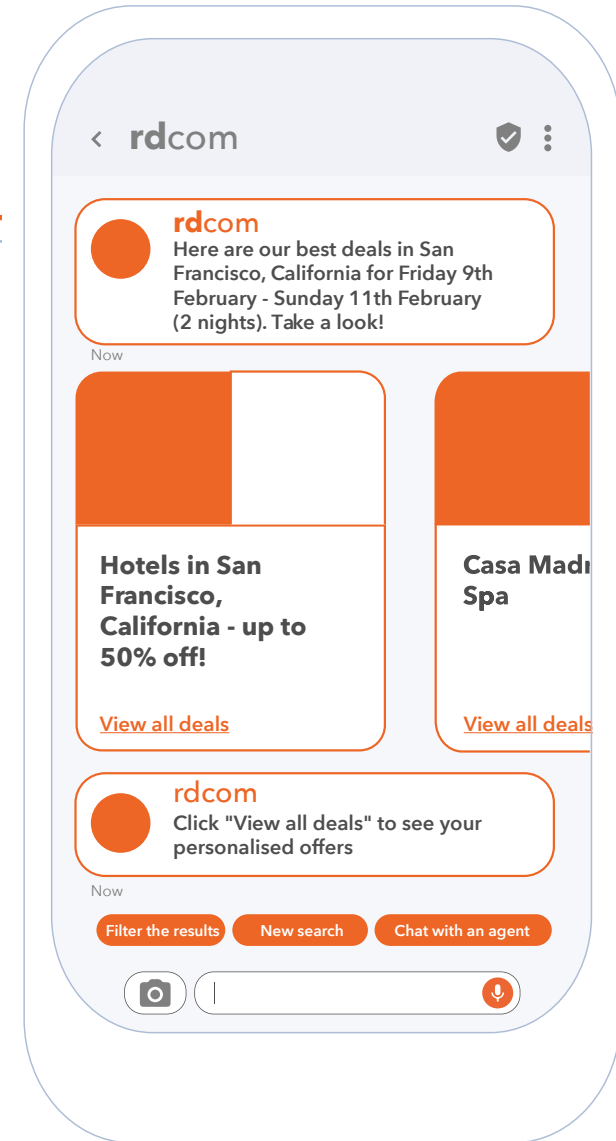 rdcom
rdcom
Here are our best deals in San
Francisco, California for Friday 9th
February - Sunday 11th February
(2 nights). Take a look!
Now
Hotels in San
Francisco,
California - up to
50% off!
View all deals
Casa Madr
Spa
View all deals
rdcom
Click "View all deals" to see your
personalised offers
Now
Filter the results
New search
Chat with an agent